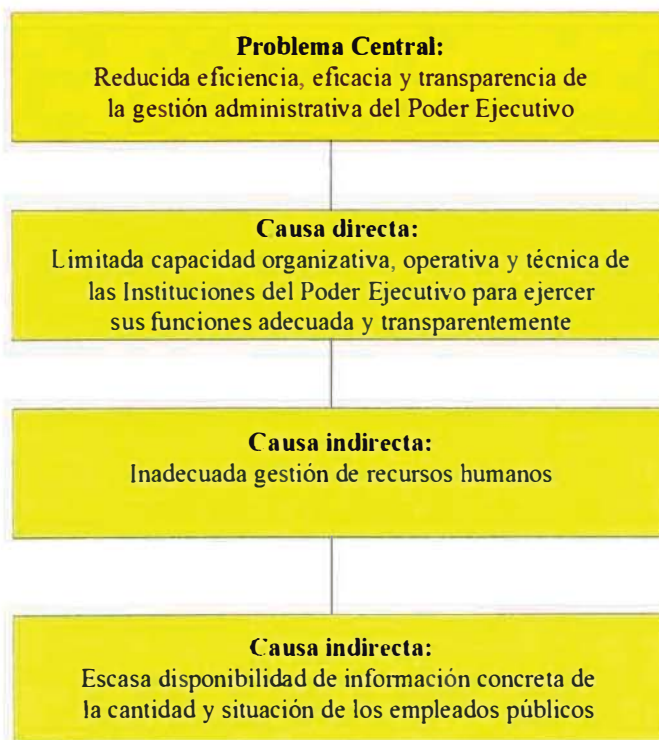 Problema Central:
Reducida eficiencia, eficacia y transparencia de
la gestión administrativa del Poder Ejecutivo
Causa directa:
Limitada capacidad organizativa, operativa y técnica de
las Instituciones del Poder Ejecutivo para ejercer
sus funciones adecuada y transparentemente
Causa indirecta:
Inadecuada gestión de recursos humanos
Causa indirecta:
Escasa disponibilidad de información concreta de
la cantidad y situación de los empleados públicos